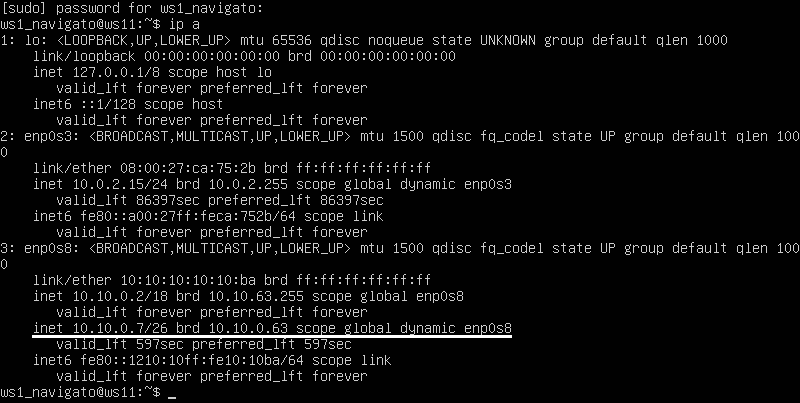 [sudo] password for ws1_navigato:
ws1_navigato@ws11:~$ ip a
1: lo: <LOOPBACK,UP,LOWER_UP> mtu 65536 qdisc noqueue state UNKNOWN group default qlen 1000
link/loopback 00:00:00:00:00:00 brd 00:00:00:00:00:00
inet 127.0.0.1/8 scope host lo
valid_lft forever preferred_lft forever
inet6 ::1/128 scope host
valid_lft forever preferred_lft forever
2: enp0s3: <BROADCAST,MULTICAST,UP,LOWER_UP> mtu 1500 qdisc fq_codel state UP group default qlen 100
0
link/ether 08:00:27:ca:75:2b brd ff:ff:ff:ff:ff:ff
inet 10.0.2.15/24 brd 10.0.2.255 scope global dynamic enp0s3
valid_lft 86397sec preferred_lft 86397sec
inet6 fe80::a00:27ff:feca:752b/64 scope link
valid_lft forever preferred_lft forever
3: enp0s8: <BROADCAST,MULTICAST,UP,LOWER_UP> mtu 1500 qdisc fq_codel state UP group default qlen 100
0
link/ether 10:10:10:10:10:ba brd ff:ff:ff:ff:ff:ff
inet 10.10.0.2/18 brd 10.10.63.255 scope global enp0s8
valid_lft forever preferred_lft forever
inet 10.10.0.7/26 brd 10.10.0.63 scope global dynamic enp0s8
valid_lft 597sec preferred_lft 597sec
inet6 fe80::1210:10ff:fe10:10ba/64 scope link
valid_lft forever preferred_lft forever
ws1_navigato@ws11:~$ _